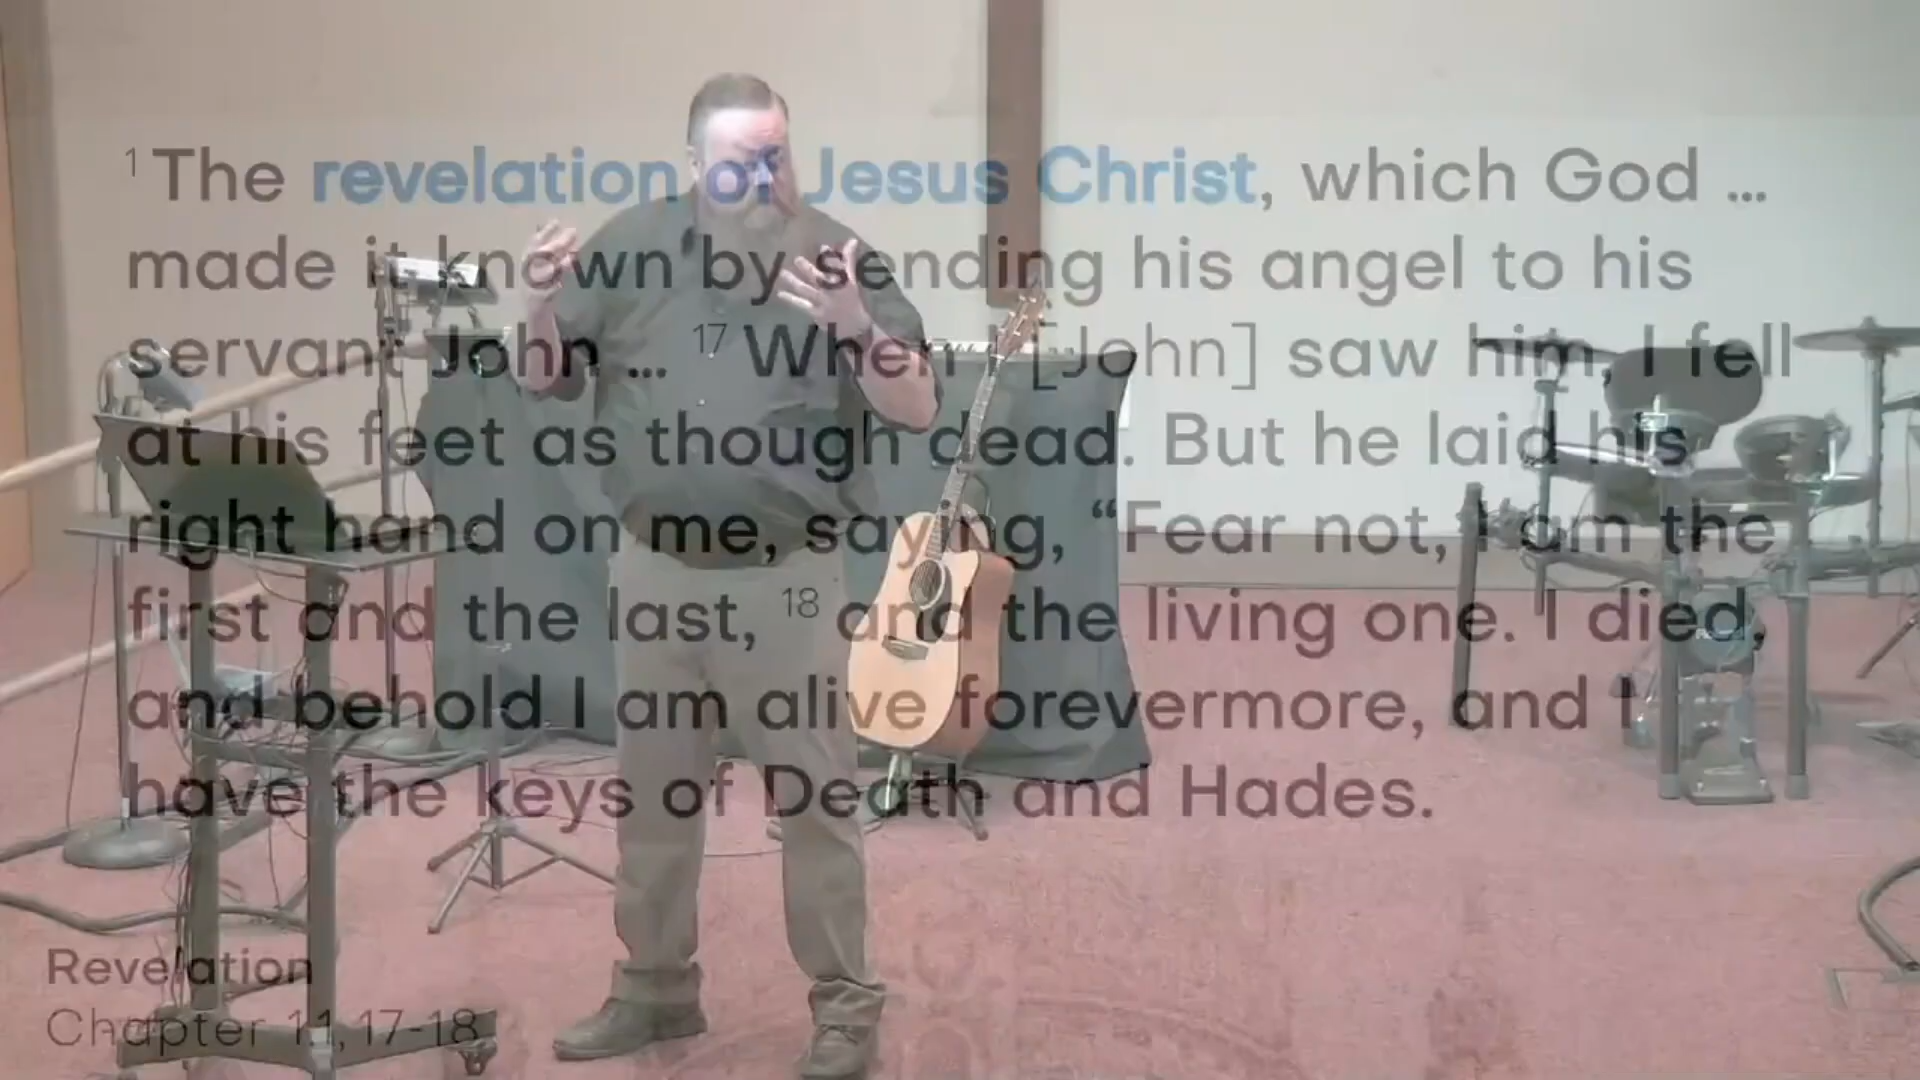 1 The revelation of Jesus Christ, which God ...
made it known by sending his angel to his
servant John ... 17 When I [John] saw him, I fell
at his feet as though dead. But he laid his
right hand on me, saying, “Fear not, I am the
first and the last, 18 and the living one. I died,
and behold I am alive forevermore, and I
have the keys of Death and Hades.
Revelation
Chapter 1:1, 17-18